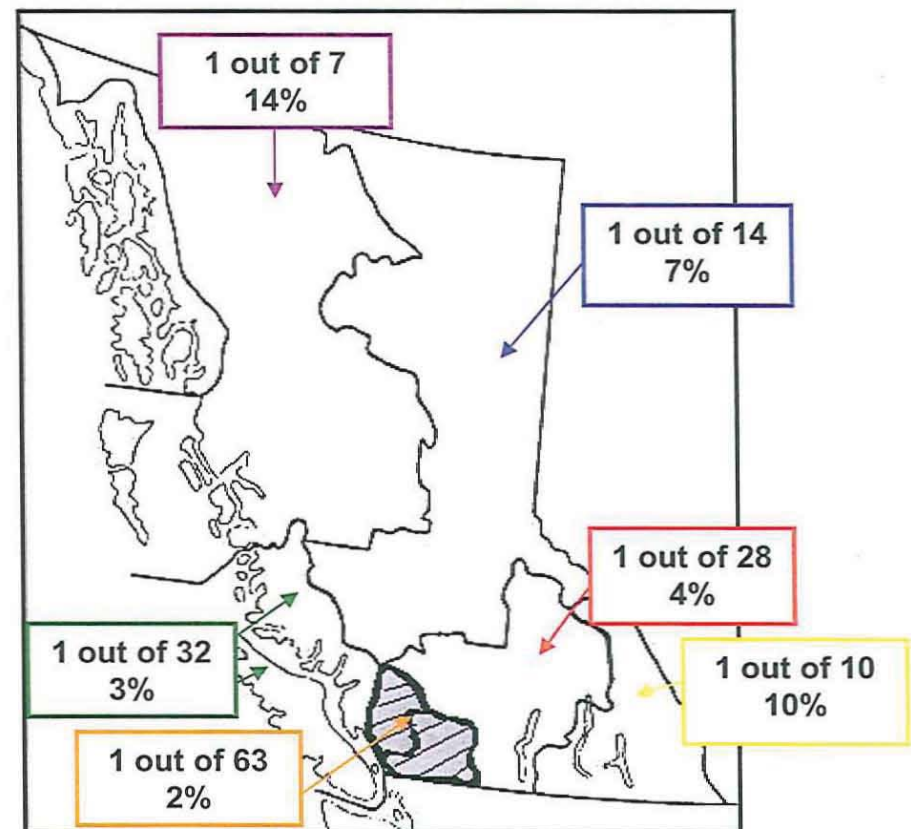 1 out of 7
14%
1 out of 14
7%
1 out of 28
4%
1 out of 32
3%
1 out of 10
10%
1 out of 63
2%